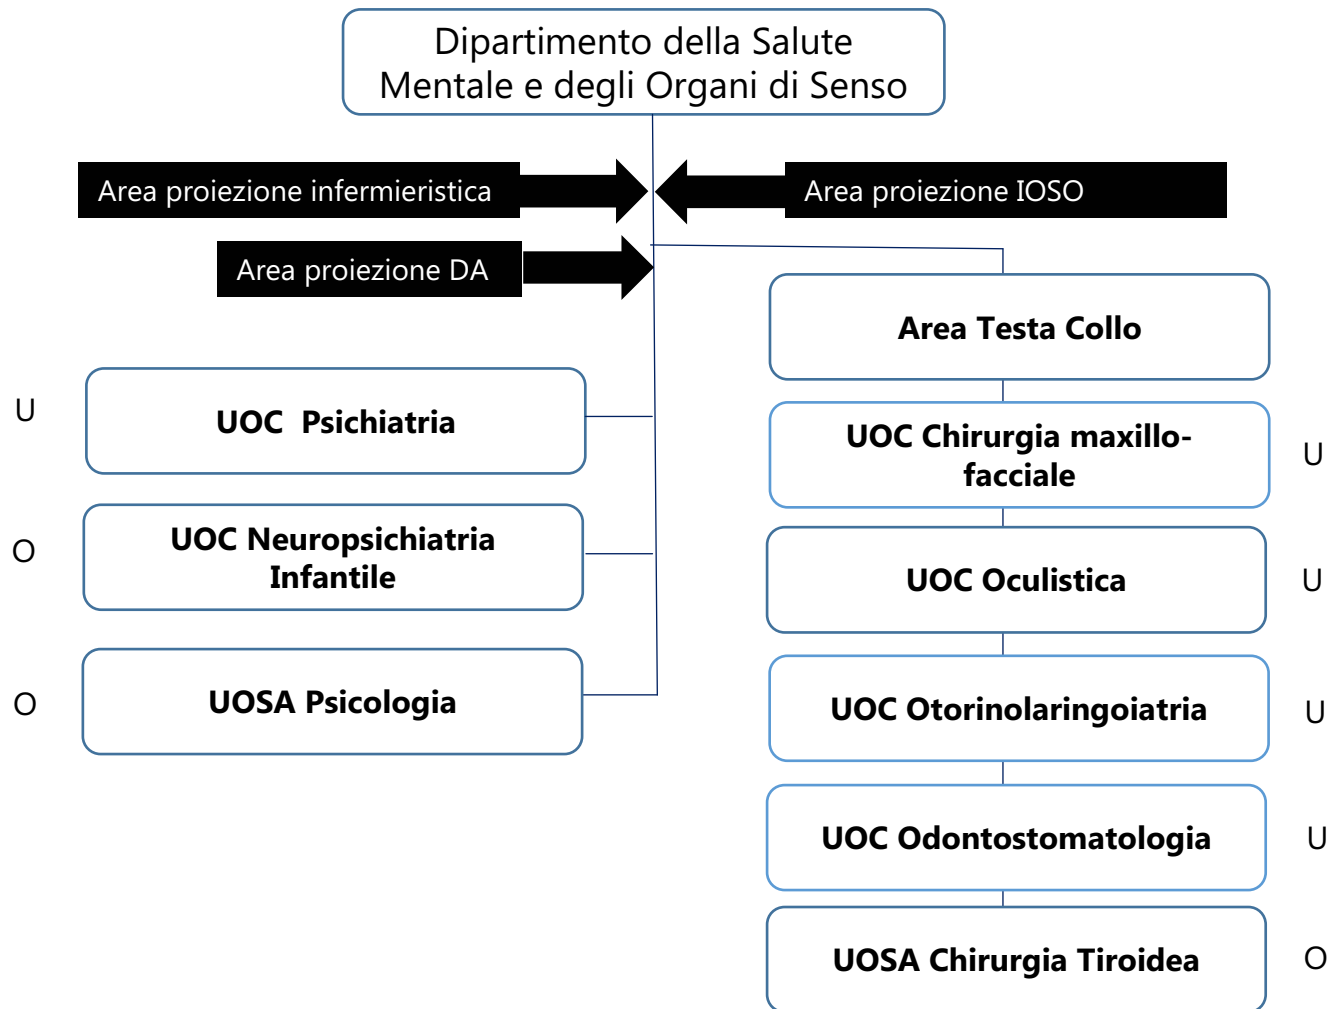 Dipartimento della Salute
Mentale e degli Organi di Senso
Area proiezione infermieristica
Area proiezione IOSO
Area proiezione DA
Area Testa Collo
U
UOC  Psichiatria
UOC Chirurgia maxillo-
facciale
U
O
UOC Neuropsichiatria
Infantile
UOC Oculistica
U
O
UOSA Psicologia
UOC Otorinolaringoiatria
U
UOC Odontostomatologia
U
UOSA Chirurgia Tiroidea
O